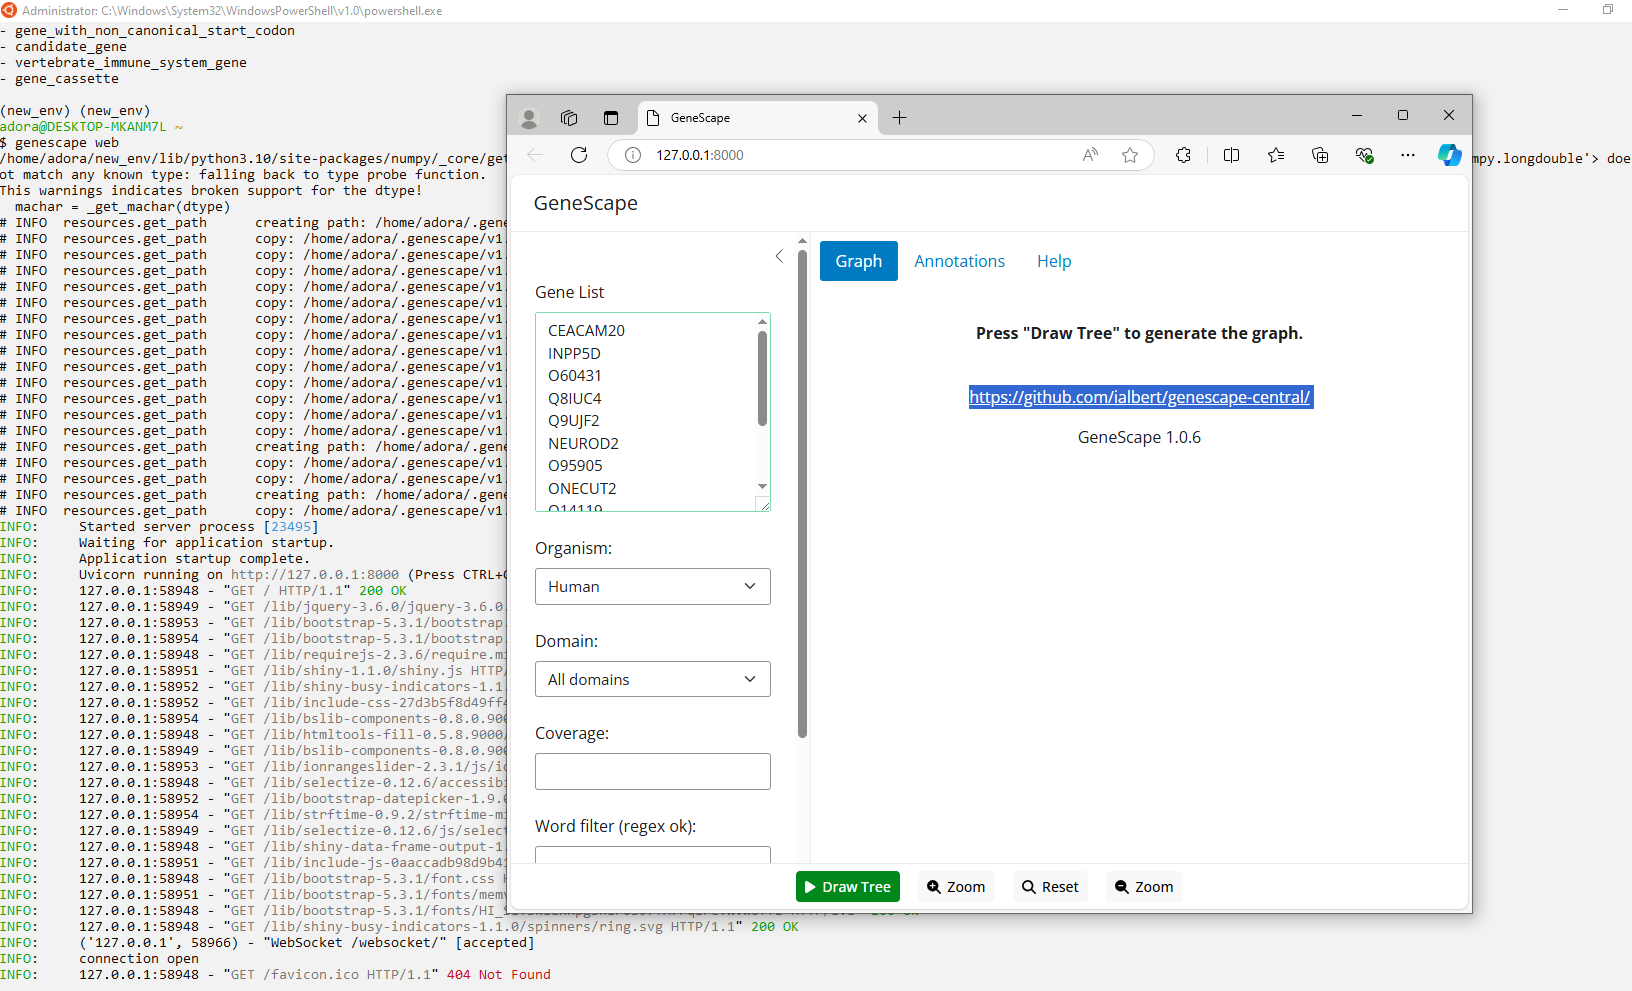 Administrator: C:\Windows\System32\WindowsPowerShell\v1.0\powershell.exe
- gene_with_non_canonical_start_codon
- candidate_gene
- vertebrate_immune_system_gene
- gene_cassette
(new_env) (new_env)
adora@DESKTOP-MKANM7L ~
$ genescape web
/home/adora/new_env/lib/python3.10/site-packages/numpy/_core/get
mpy.longdouble'> doe
ot match any known type: falling back to type probe function.
This warnings indicates broken support for the dtype!
machar = _get_machar(dtype)
# INFO resources.get_path creating path: /home/adora/.gene
# INFO resources.get_path copy: /home/adora/.genescape/v1.
# INFO resources.get_path copy: /home/adora/.genescape/v1.
# INFO resources.get_path copy: /home/adora/.genescape/v1.
# INFO resources.get_path copy: /home/adora/.genescape/v1.
# INFO resources.get_path copy: /home/adora/.genescape/v1.
# INFO resources.get_path copy: /home/adora/.genescape/v1.
# INFO resources.get_path copy: /home/adora/.genescape/v1.
# INFO resources.get_path copy: /home/adora/.genescape/v1.
# INFO resources.get_path copy: /home/adora/.genescape/v1.
# INFO resources.get_path copy: /home/adora/.genescape/v1.
# INFO resources.get_path copy: /home/adora/.genescape/v1.
# INFO resources.get_path copy: /home/adora/.genescape/v1.
# INFO resources.get_path copy: /home/adora/.genescape/v1.
# INFO resources.get_path creating path: /home/adora/.gene
# INFO resources.get_path copy: /home/adora/.genescape/v1.
# INFO resources.get_path copy: /home/adora/.genescape/v1.
# INFO resources.get_path creating path: /home/adora/.gene
# INFO resources.get_path copy: /home/adora/.genescape/v1.
INFO: Started server process [23495]
INFO: Waiting for application startup.
INFO: Application startup complete.
INFO: Uvicorn running on http://127.0.0.1:8000 (Press CTRL+C
INFO: 127.0.0.1:58948 - "GET / HTTP/1.1" 200 OK
INFO: 127.0.0.1:58949 - "GET /lib/jquery-3.6.0/jquery-3.6.0.
INFO: 127.0.0.1:58953 - "GET /lib/bootstrap-5.3.1/bootstrap.
INFO: 127.0.0.1:58954 - "GET /lib/bootstrap-5.3.1/bootstrap.
INFO: 127.0.0.1:58948 - "GET /lib/requirejs-2.3.6/require.mi
INFO: 127.0.0.1:58951 - "GET /lib/shiny-1.1.0/shiny.js HTTP/
INFO: 127.0.0.1:58952 - "GET /lib/shiny-busy-indicators-1.1.
INFO: 127.0.0.1:58952 - "GET /lib/include-css-27d3b5f8d49ff4
INFO: 127.0.0.1:58954 - "GET /lib/bslib-components-0.8.0.900
INFO: 127.0.0.1:58948 - "GET /lib/htmltools-fill-0.5.8.9000/
INFO: 127.0.0.1:58949 - "GET /lib/bslib-components-0.8.0.900
INFO: 127.0.0.1:58953 - "GET /lib/ionrangeslider-2.3.1/js/io
INFO: 127.0.0.1:58948 - "GET /lib/selectize-0.12.6/accessibi
INFO: 127.0.0.1:58952 - "GET /lib/bootstrap-datepicker-1.9.0
INFO: 127.0.0.1:58954 - "GET /lib/strftime-0.9.2/strftime-mi
INFO: 127.0.0.1:58949 - "GET /lib/selectize-0.12.6/js/select
INFO: 127.0.0.1:58948 - "GET /lib/shiny-data-frame-output-1.
INFO: 127.0.0.1:58951 - "GET /lib/include-js-0aaccadb98d9b41
INFO: 127.0.0.1:58948 - "GET /lib/bootstrap-5.3.1/font.css H
INFO: 127.0.0.1:58951 - "GET /lib/bootstrap-5.3.1/fonts/memv
INFO: 127.0.0.1:58948 - "GET /lib/bootstrap-5.3.1/fonts/HI_
INFO: 127.0.0.1:58948 - "GET /lib/shiny-busy-indicators-1.1.0/spinners/ring.svg HTTP/1.1" 200 OK
INFO: ('127.0.0.1', 58966) - "WebSocket /websocket/" [accepted]
INFO: connection open
INFO: 127.0.0.1:58948 - "GET /favicon.ico HTTP/1.1" 404 Not Found
GeneScape
127.0.0.1:8000
GeneScape
Gene List
CEACAM20
INPP5D
O60431
Q8IUC4
Q9UJF2
NEUROD2
O95905
ONECUT2
O14119
Organism:
Human
Domain:
All domains
Coverage:
Word filter (regex ok):
Graph Annotations Help
Press "Draw Tree" to generate the graph.
https://github.com/ialbert/genescape-central/
GeneScape 1.0.6
Draw Tree Zoom Reset Zoom